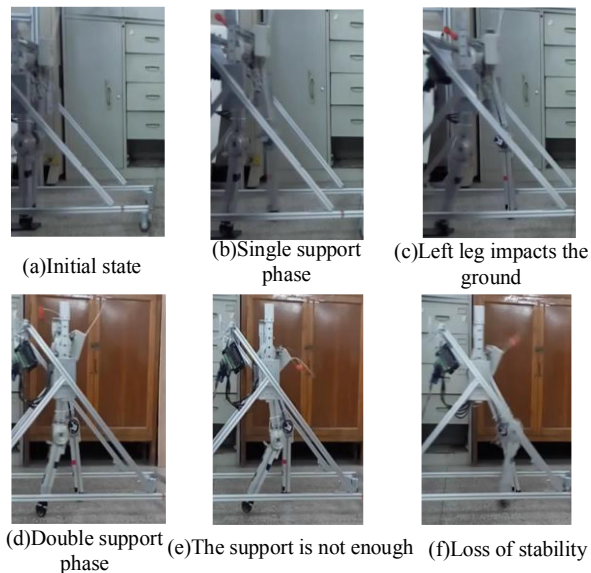 (a)Initial state
(b)Single support
phase
(c)Left leg impacts the
ground
(d)Double support
phase
(e)The support is not enough
(f)Loss of stability